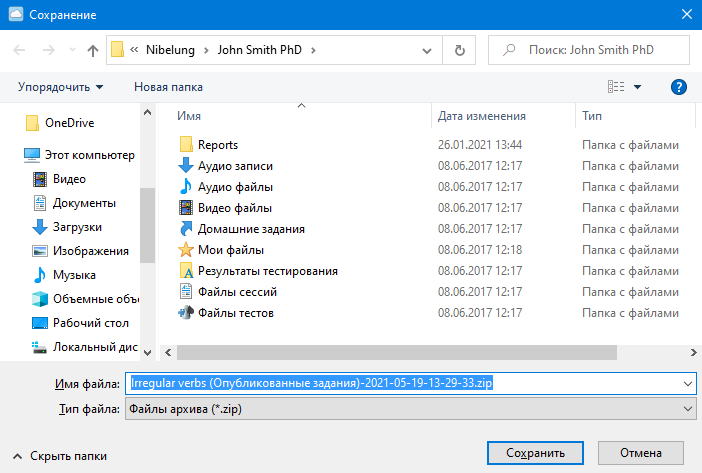 Сохранение
« Nibelung › John Smith PhD ›
Поиск: John Smith PhD
Упорядочить Новая папка
Имя Дата изменения Тип
OneDrive
Этот компьютер
Видео
Документы
Загрузки
Изображения
Музыка
Объемные объ
Рабочий стол
Локальный дис
Reports 26.01.2021 13:44 Папка с файлами
Аудио записи 08.06.2017 12:17 Папка с файлами
Аудио файлы 08.06.2017 12:17 Папка с файлами
Видео файлы 08.06.2017 12:17 Папка с файлами
Домашние задания 08.06.2017 12:17 Папка с файлами
Мои файлы 08.06.2017 12:18 Папка с файлами
Результаты тестирования 08.06.2017 12:17 Папка с файлами
Файлы сессий 08.06.2017 12:17 Папка с файлами
Файлы тестов 08.06.2017 12:17 Папка с файлами
Имя файла: Irregular verbs (Опубликованные задания)-2021-05-19-13-29-33.zip
Тип файла: Файлы архива (*.zip)
Скрыть папки Сохранить Отмена